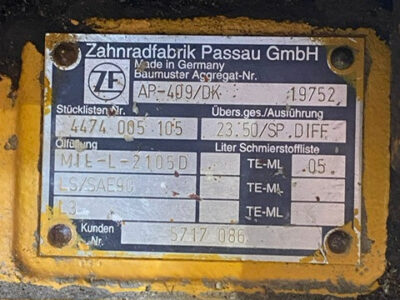 Zahnradfabrik Passau GmbH
ZF
Made in Germany
Baumuster Aggregat-Nr.
AP-409/DK 19752
Stücklisten Nr. Übers.ges./Ausführung
4474 005 105 23.50/SP.DIFF
Ölfüllung Liter Schmierstoffliste
MIL-L-2105D TE-ML 05
LS/SAE90 TE-ML
L3 TE-ML
Kunden Nr. 5717 086